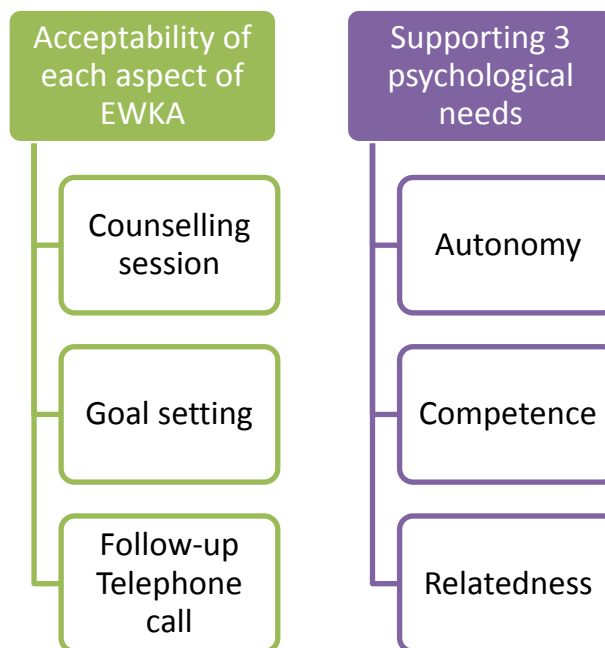 Acceptability of
each aspect of
EWKA
Counselling
session
Goal setting
Follow-up
Telephone
call
Supporting 3
psychological
needs
Autonomy
Competence
Relatedness